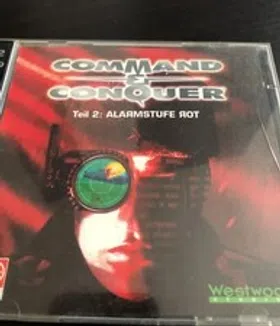 COMMAND
&
CONQUER
Teil 2: ALARMSTUFE ROT
Westwood